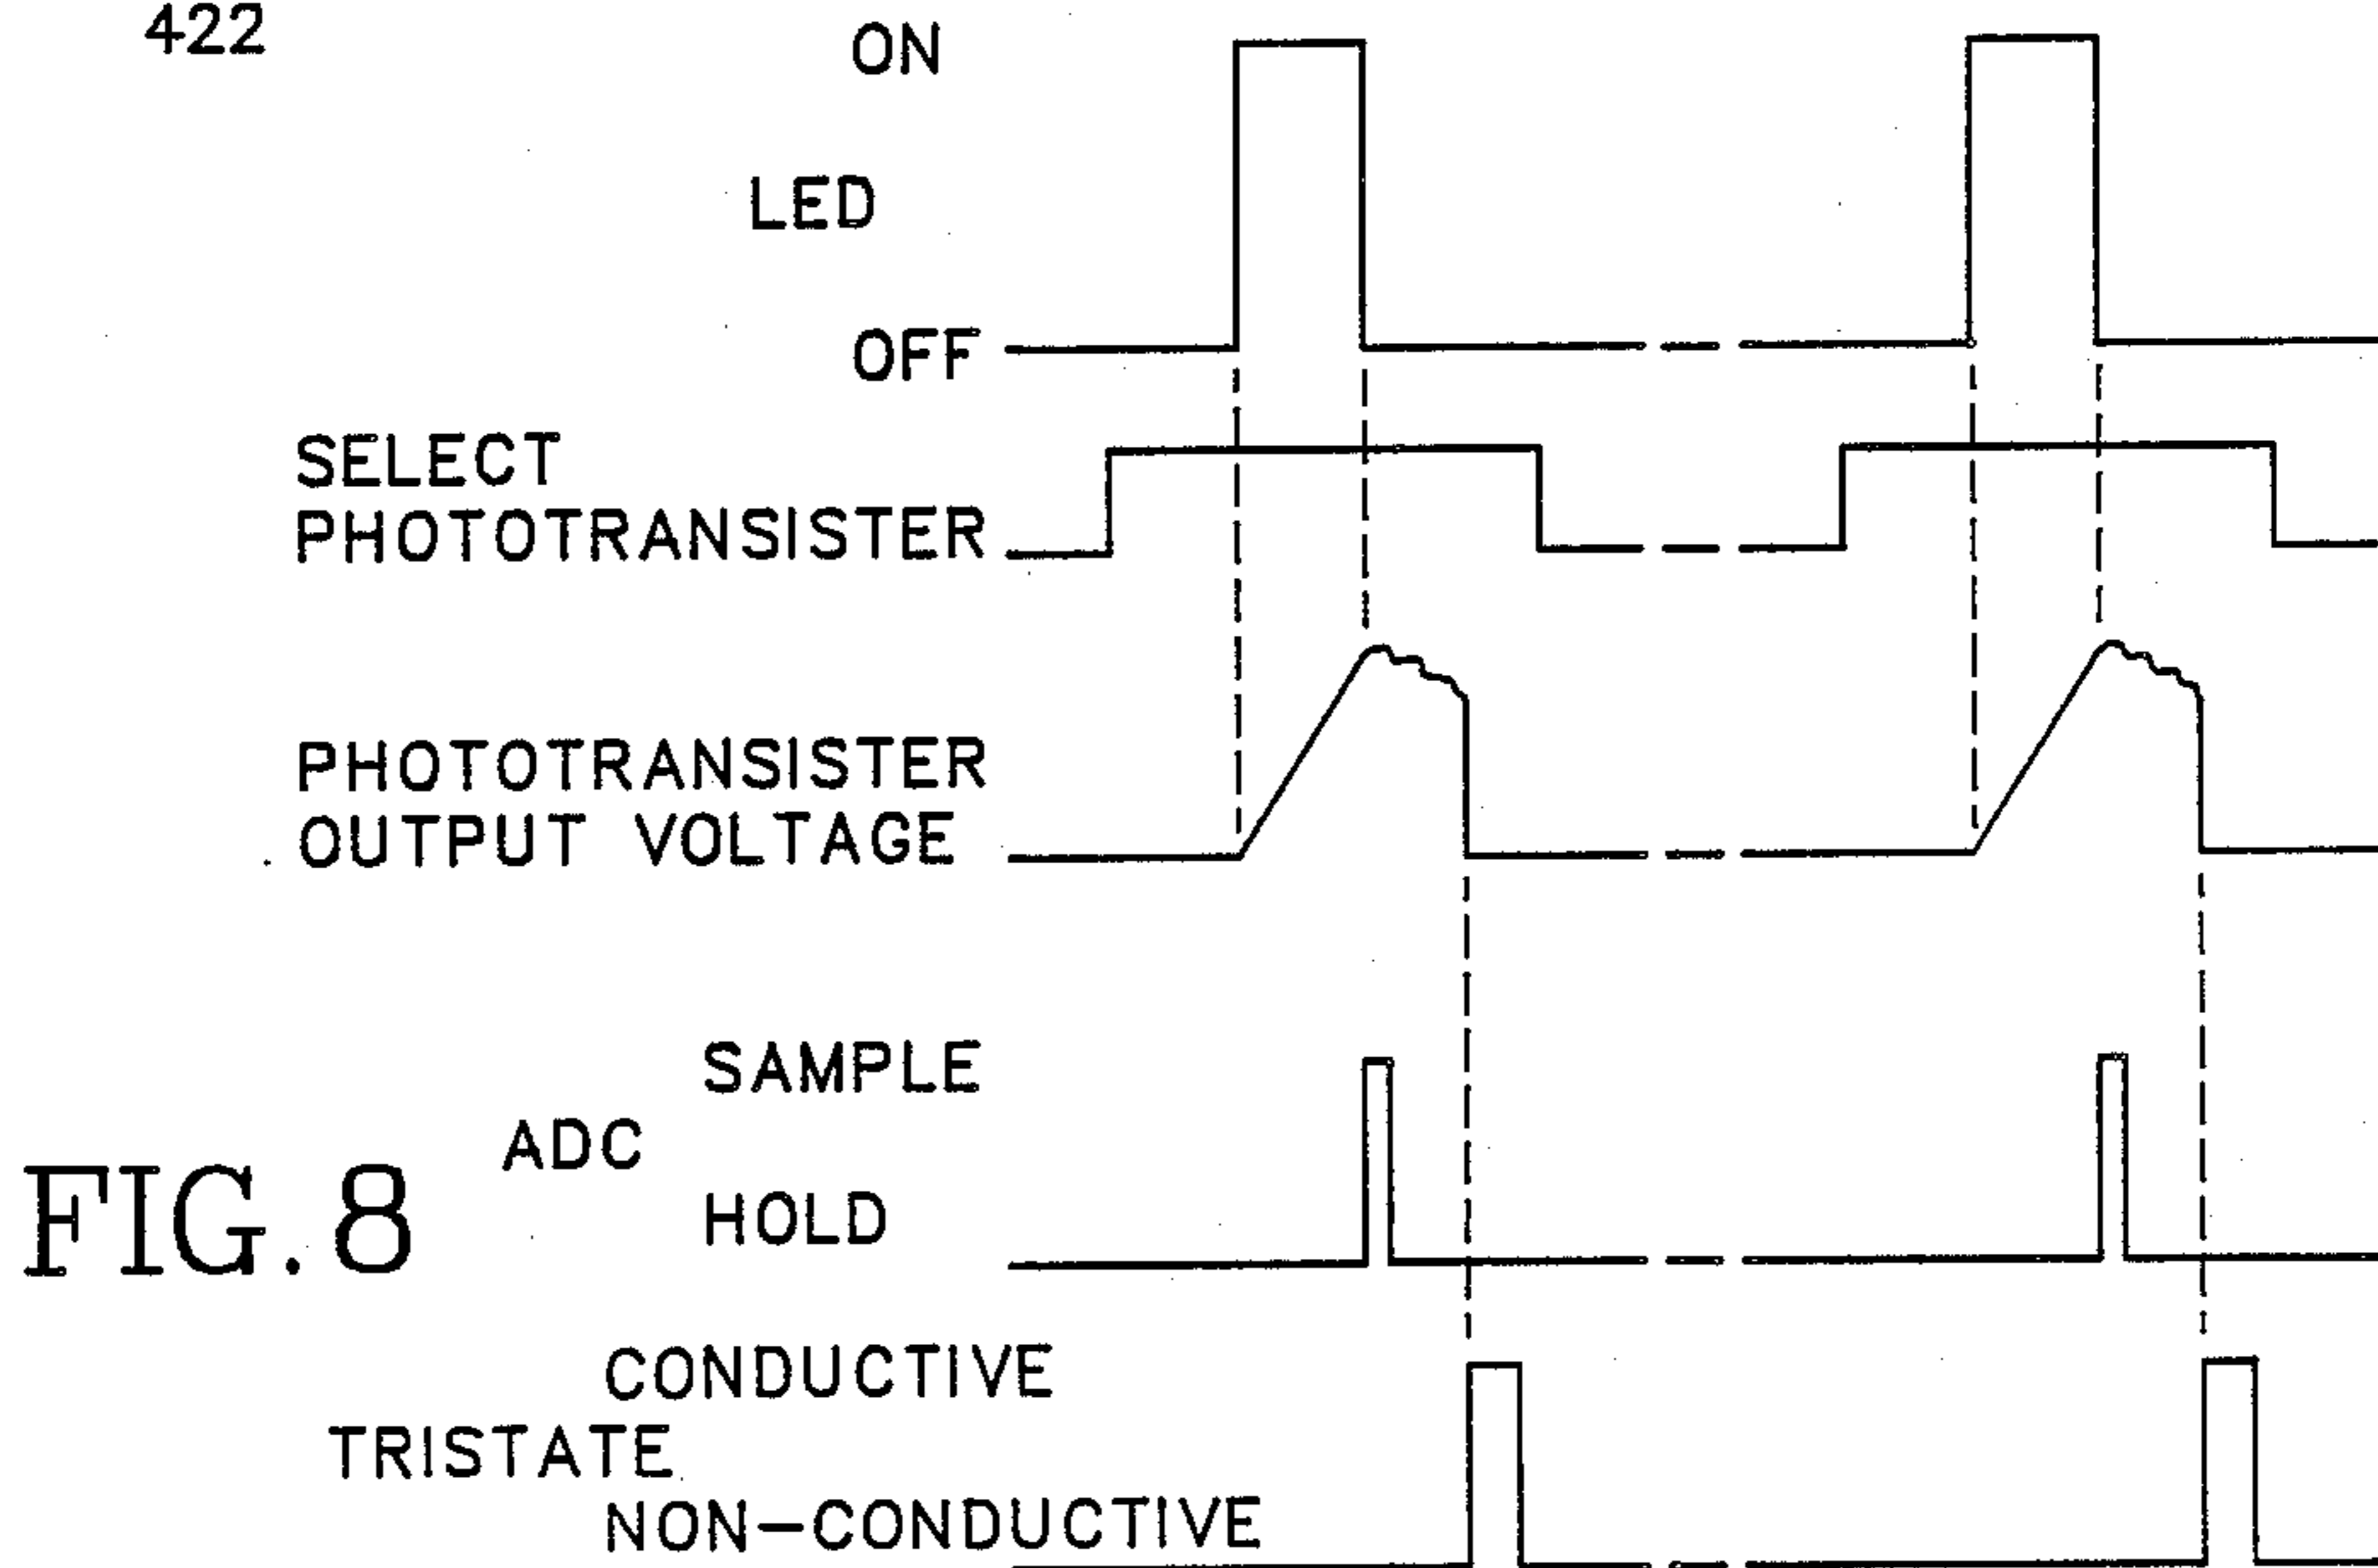 422
ON
LED
OFF
SELECT
PHOTOTRANSISTER
PHOTOTRANSISTER
OUTPUT VOLTAGE
SAMPLE
ADC
HOLD
FIG. 8
CONDUCTIVE
TRISTATE
NON-CONDUCTIVE